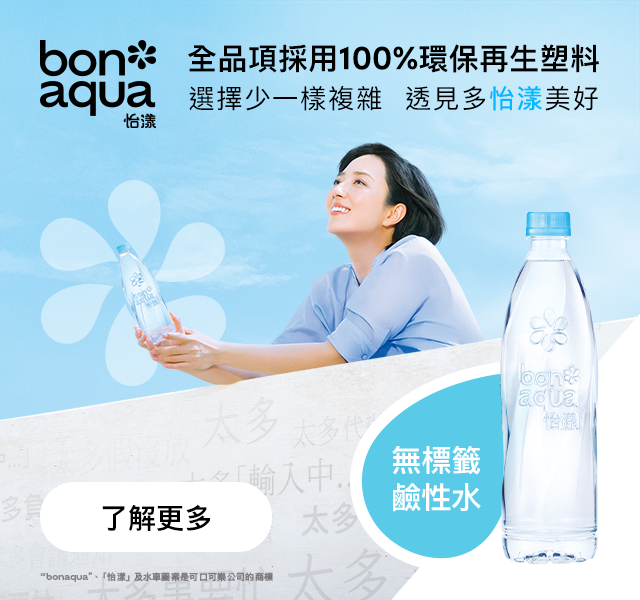 bon
aqua
怡漾
全品項採用100%環保再生塑料
選擇少一樣複雜 透見多怡漾美好
bon
aqua
怡漾
太多
太多代
太多「輸入中...
太多
無標籤
鹼性水
了解更多
太多
"bonaqua"、「怡漾」及水車圖案是可口可樂公司的商標